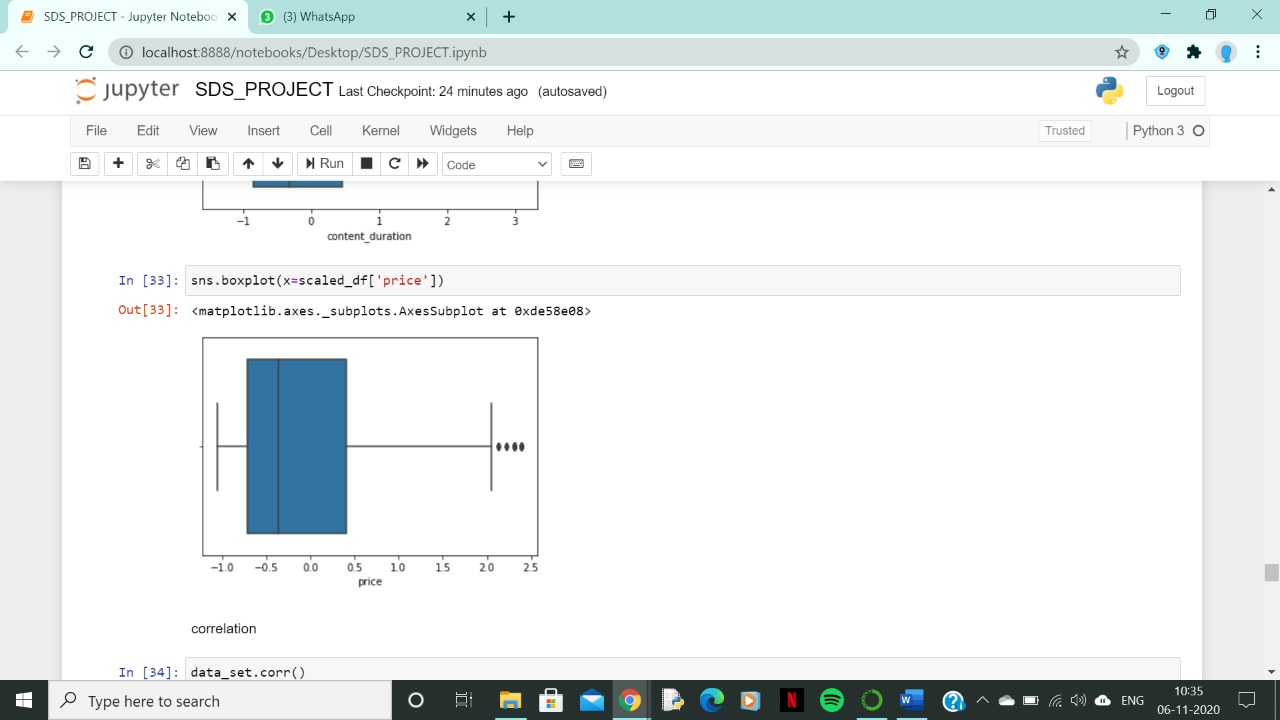 SDS_PROJECT - Jupyter Noteboo
3
(3) WhatsApp
localhost:8888/notebooks/Desktop/SDS_PROJECT.ipynb
jupyter SDS_PROJECT Last Checkpoint: 24 minutes ago (autosaved)
Logout
File Edit View Insert Cell Kernel Widgets Help
Trusted
Python 3
Run
Code
−1 0 1 2 3
content_duration
In [33]: sns.boxplot(x=scaled_df['price'])
Out[33]: <matplotlib.axes._subplots.AxesSubplot at 0xde58e08>
−1.0 −0.5 0.0 0.5 1.0 1.5 2.0 2.5
price
correlation
In [34]: data_set.corr()
Type here to search
N
W
ENG
10:35
06-11-2020